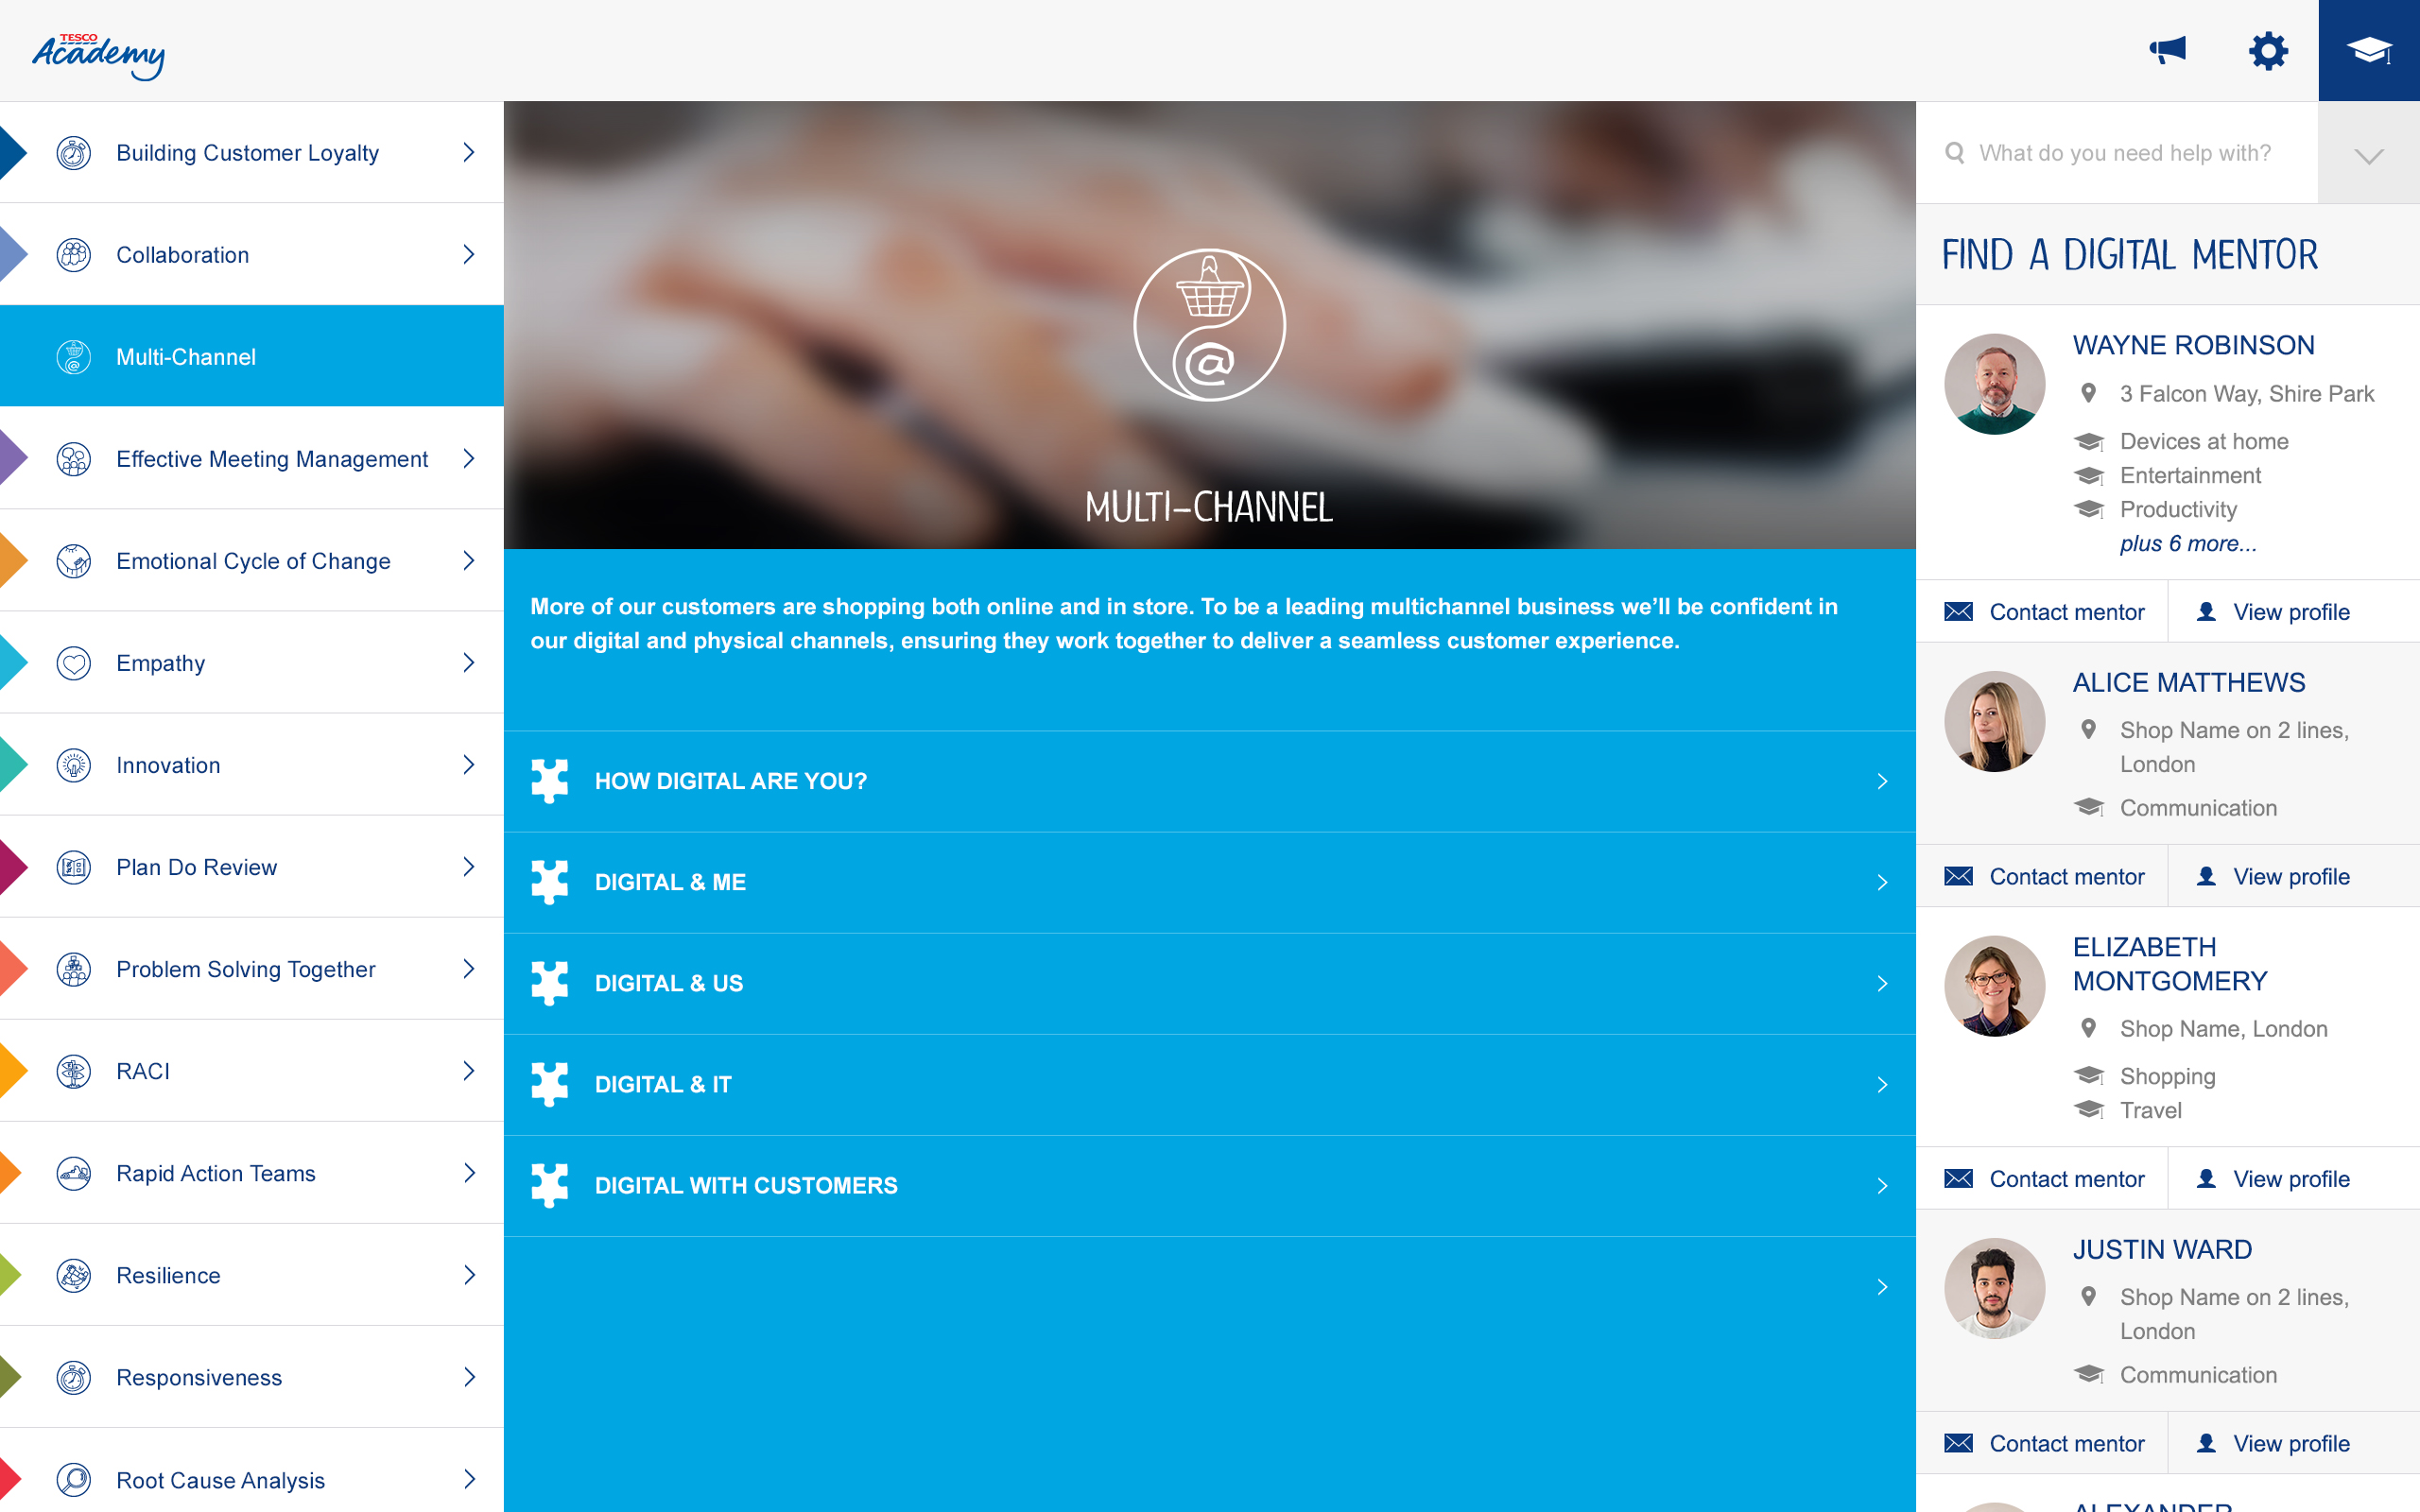 TESCO
Academy
Building Customer Loyalty
Collaboration
Multi-Channel
Effective Meeting Management
Emotional Cycle of Change
Empathy
Innovation
Plan Do Review
Problem Solving Together
RACI
Rapid Action Teams
Resilience
Responsiveness
Root Cause Analysis
@
MULTI-CHANNEL
More of our customers are shopping both online and in store. To be a leading multichannel business we’ll be confident in
our digital and physical channels, ensuring they work together to deliver a seamless customer experience.
HOW DIGITAL ARE YOU?
DIGITAL & ME
DIGITAL & US
DIGITAL & IT
DIGITAL WITH CUSTOMERS
What do you need help with?
FIND A DIGITAL MENTOR
WAYNE ROBINSON
3 Falcon Way, Shire Park
Devices at home
Entertainment
Productivity
plus 6 more...
Contact mentor
View profile
ALICE MATTHEWS
Shop Name on 2 lines,
London
Communication
Contact mentor
View profile
ELIZABETH
MONTGOMERY
Shop Name, London
Shopping
Travel
Contact mentor
View profile
JUSTIN WARD
Shop Name on 2 lines,
London
Communication
Contact mentor
View profile
ALEXANDER